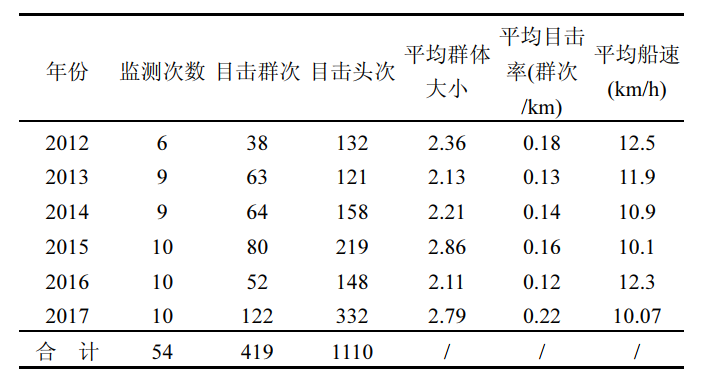 年份 监测次数 目击群次 目击头次 平均群体大小 平均目击率(群次/km) 平均船速(km/h)
2012 6 38 132 2.36 0.18 12.5
2013 9 63 121 2.13 0.13 11.9
2014 9 64 158 2.21 0.14 10.9
2015 10 80 219 2.86 0.16 10.1
2016 10 52 148 2.11 0.12 12.3
2017 10 122 332 2.79 0.22 10.07
合 计 54 419 1110 / / /